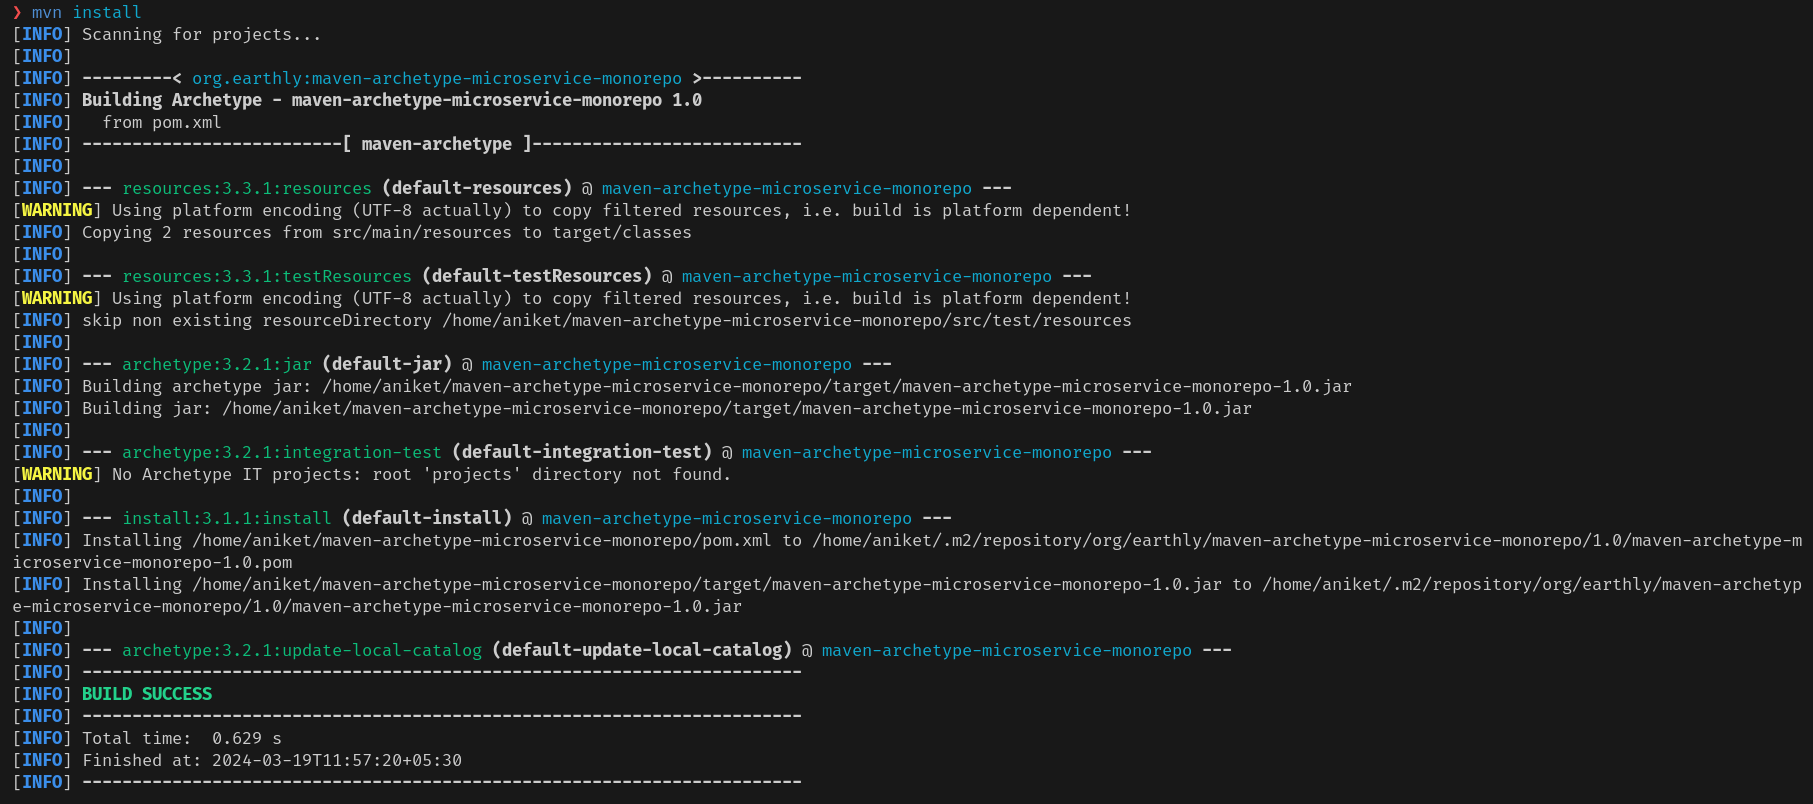 ❯ mvn install
[INFO] Scanning for projects...
[INFO]
[INFO] ---------< org.earthly:maven-archetype-microservice-monorepo >----------
[INFO] Building Archetype - maven-archetype-microservice-monorepo 1.0
[INFO]   from pom.xml
[INFO] --------------------------[ maven-archetype ]---------------------------
[INFO]
[INFO] --- resources:3.3.1:resources (default-resources) @ maven-archetype-microservice-monorepo ---
[WARNING] Using platform encoding (UTF-8 actually) to copy filtered resources, i.e. build is platform dependent!
[INFO] Copying 2 resources from src/main/resources to target/classes
[INFO]
[INFO] --- resources:3.3.1:testResources (default-testResources) @ maven-archetype-microservice-monorepo ---
[WARNING] Using platform encoding (UTF-8 actually) to copy filtered resources, i.e. build is platform dependent!
[INFO] skip non existing resourceDirectory /home/aniket/maven-archetype-microservice-monorepo/src/test/resources
[INFO]
[INFO] --- archetype:3.2.1:jar (default-jar) @ maven-archetype-microservice-monorepo ---
[INFO] Building archetype jar: /home/aniket/maven-archetype-microservice-monorepo/target/maven-archetype-microservice-monorepo-1.0.jar
[INFO] Building jar: /home/aniket/maven-archetype-microservice-monorepo/target/maven-archetype-microservice-monorepo-1.0.jar
[INFO]
[INFO] --- archetype:3.2.1:integration-test (default-integration-test) @ maven-archetype-microservice-monorepo ---
[WARNING] No Archetype IT projects: root 'projects' directory not found.
[INFO]
[INFO] --- install:3.1.1:install (default-install) @ maven-archetype-microservice-monorepo ---
[INFO] Installing /home/aniket/maven-archetype-microservice-monorepo/pom.xml to /home/aniket/.m2/repository/org/earthly/maven-archetype-microservice-monorepo/1.0/maven-archetype-m
icroservice-monorepo-1.0.pom
[INFO] Installing /home/aniket/maven-archetype-microservice-monorepo/target/maven-archetype-microservice-monorepo-1.0.jar to /home/aniket/.m2/repository/org/earthly/maven-archetyp
e-microservice-monorepo/1.0/maven-archetype-microservice-monorepo-1.0.jar
[INFO]
[INFO] --- archetype:3.2.1:update-local-catalog (default-update-local-catalog) @ maven-archetype-microservice-monorepo ---
[INFO] ------------------------------------------------------------------------
[INFO] BUILD SUCCESS
[INFO] ------------------------------------------------------------------------
[INFO] Total time:  0.629 s
[INFO] Finished at: 2024-03-19T11:57:20+05:30
[INFO] ------------------------------------------------------------------------